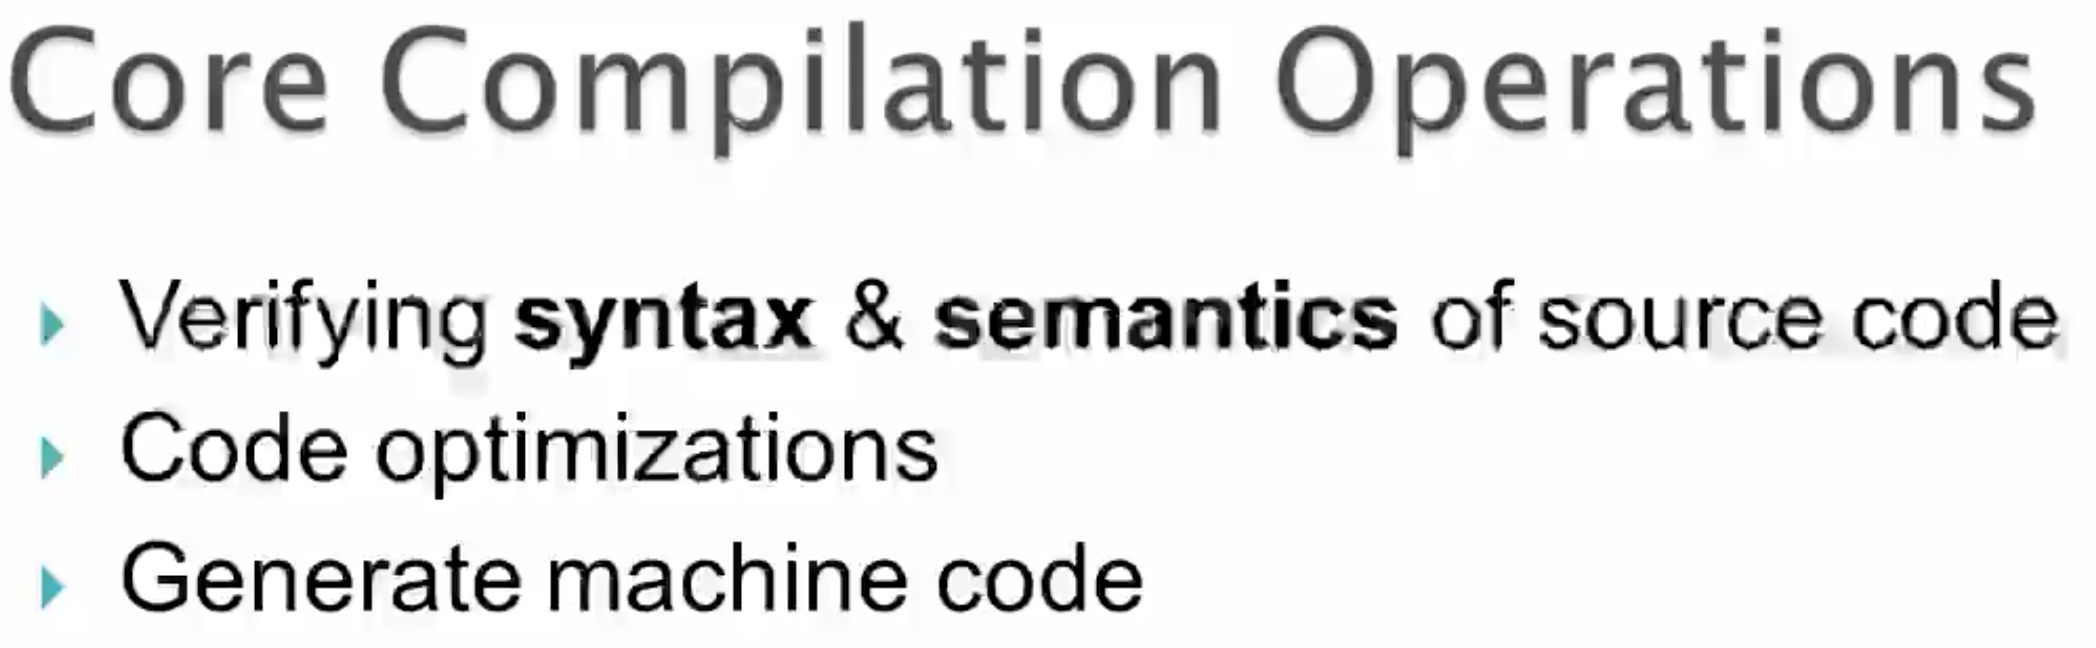 Core Compilation Operations
Verifying syntax & semantics of source code
Code optimizations
Generate machine code